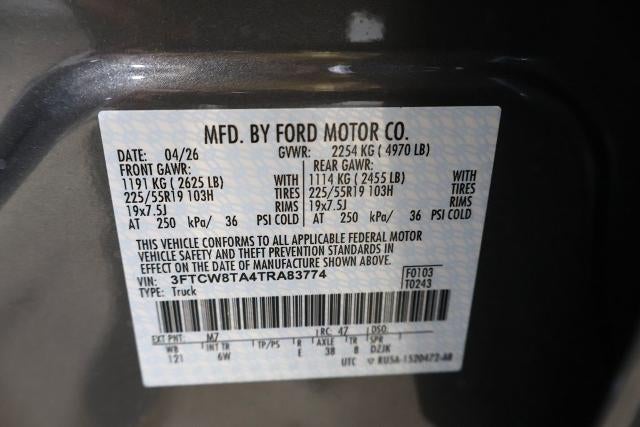 MFD. BY FORD MOTOR CO.
DATE: 04/26 GVWR: 2254 KG ( 4970 LB)
FRONT GAWR: REAR GAWR:
1191 KG ( 2625 LB) WITH 1114 KG ( 2455 LB) WITH
225/55R19 103H TIRES 225/55R19 103H TIRES
19x7.5J RIMS 19x7.5J RIMS
AT 250 kPa/ 36 PSI COLD AT 250 kPa/ 36 PSI COLD
THIS VEHICLE CONFORMS TO ALL APPLICABLE FEDERAL MOTOR
VEHICLE SAFETY AND THEFT PREVENTION STANDARDS IN
EFFECT ON THE DATE OF MANUFACTURE SHOWN ABOVE.
VIN: 3FTCW8TA4TRA83774 F0103
TYPE: Truck T0243
EXT PNT: M7 RC: 47 DSO:
WB INT TR TP/PS R AXLE TR SPR
121 6W E 38 8 DZJK
UTC RU5A-1520472-AB